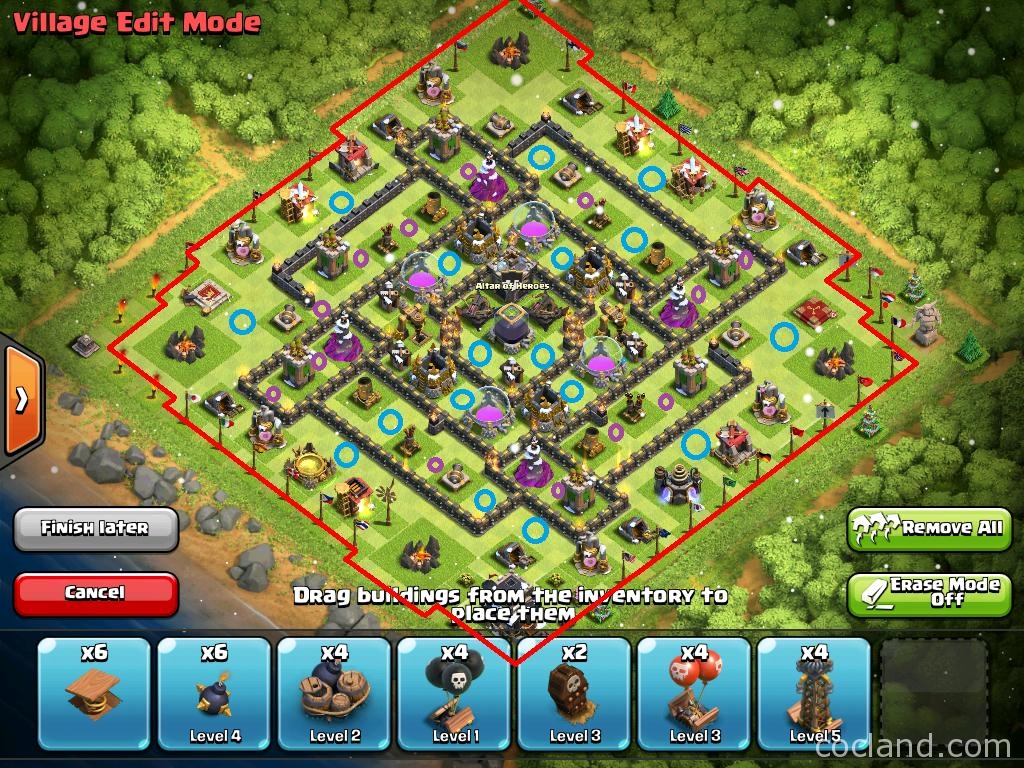 Village Edit Mode
Altar of Heroes
Finish later
Remove All
Cancel
Erase Mode
Off
Drag buildings from the inventory to
place them
x6
x6
x4
x4
x2
x4
x4
Level 4
Level 2
Level 1
Level 3
Level 3
Level 5
cocland.com